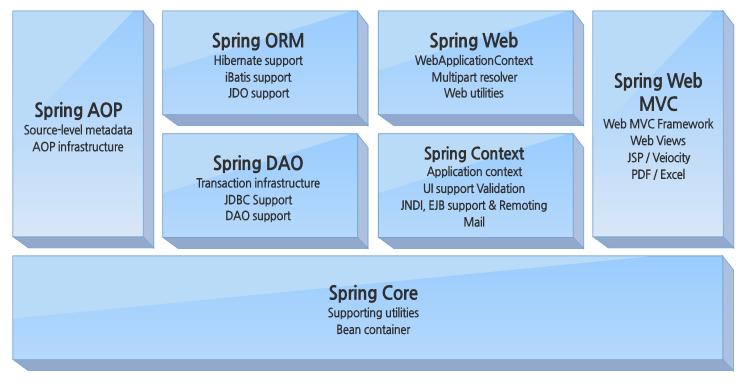 Spring AOP
Source-level metadata
AOP infrastructure
Spring ORM
Hibernate support
iBatis support
JDO support
Spring Web
WebApplicationContext
Multipart resolver
Web utilities
Spring Web
MVC
Web MVC Framework
Web Views
JSP / Veiocity
PDF / Excel
Spring DAO
Transaction infrastructure
JDBC Support
DAO support
Spring Context
Application context
UI support Validation
JNDI, EJB support & Remoting
Mail
Spring Core
Supporting utilities
Bean container